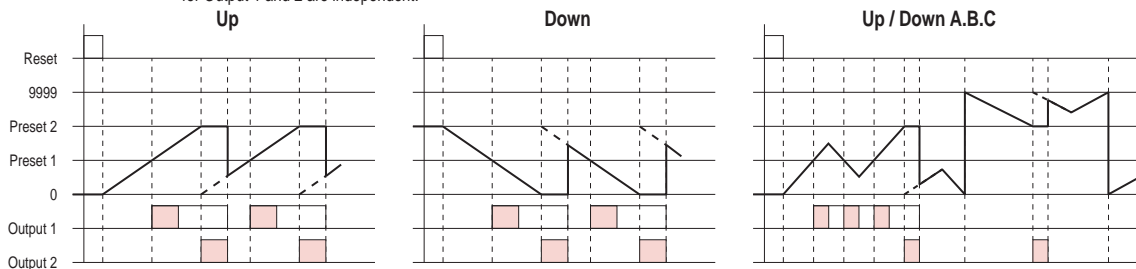 for Output 1 and 2 are independent.
Up
Down
Up / Down A.B.C
Reset
9999
Preset 2
Preset 1
0
Output 1
Output 2